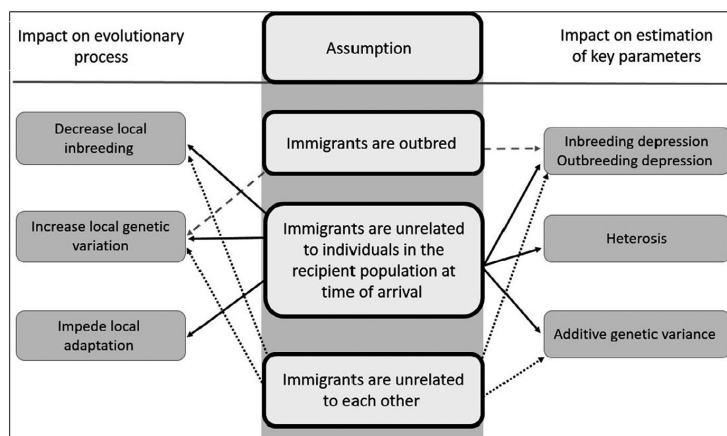 Impact on evolutionary
process
Assumption
Impact on estimation
of key parameters
Decrease local
inbreeding
Increase local genetic
variation
Impede local
adaptation
Immigrants are outbred
Immigrants are unrelated
to individuals in the
recipient population at
time of arrival
Immigrants are unrelated
to each other
Inbreeding depression
Outbreeding depression
Heterosis
Additive genetic variance